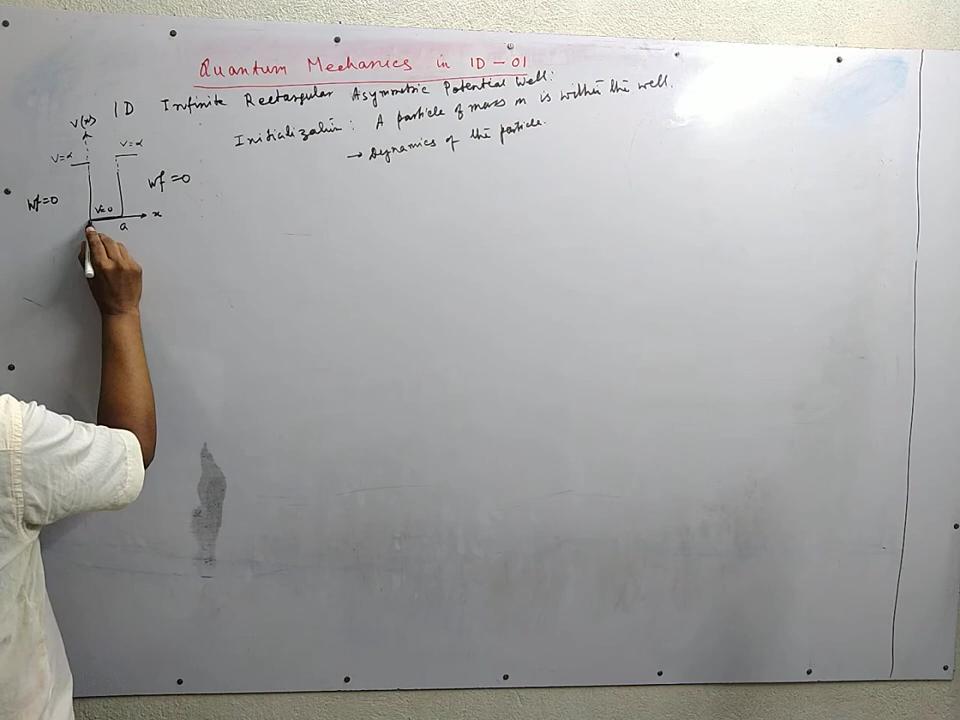 Quantum Mechanics in 1D - 01
1D Infinite Rectangular Asymmetric Potential Well:
Initialization: A particle of mass m is within the well.
→ Dynamics of the particle.
V(x)
V=α
V=α
Wf=0
Wf=0
V=0
x
a